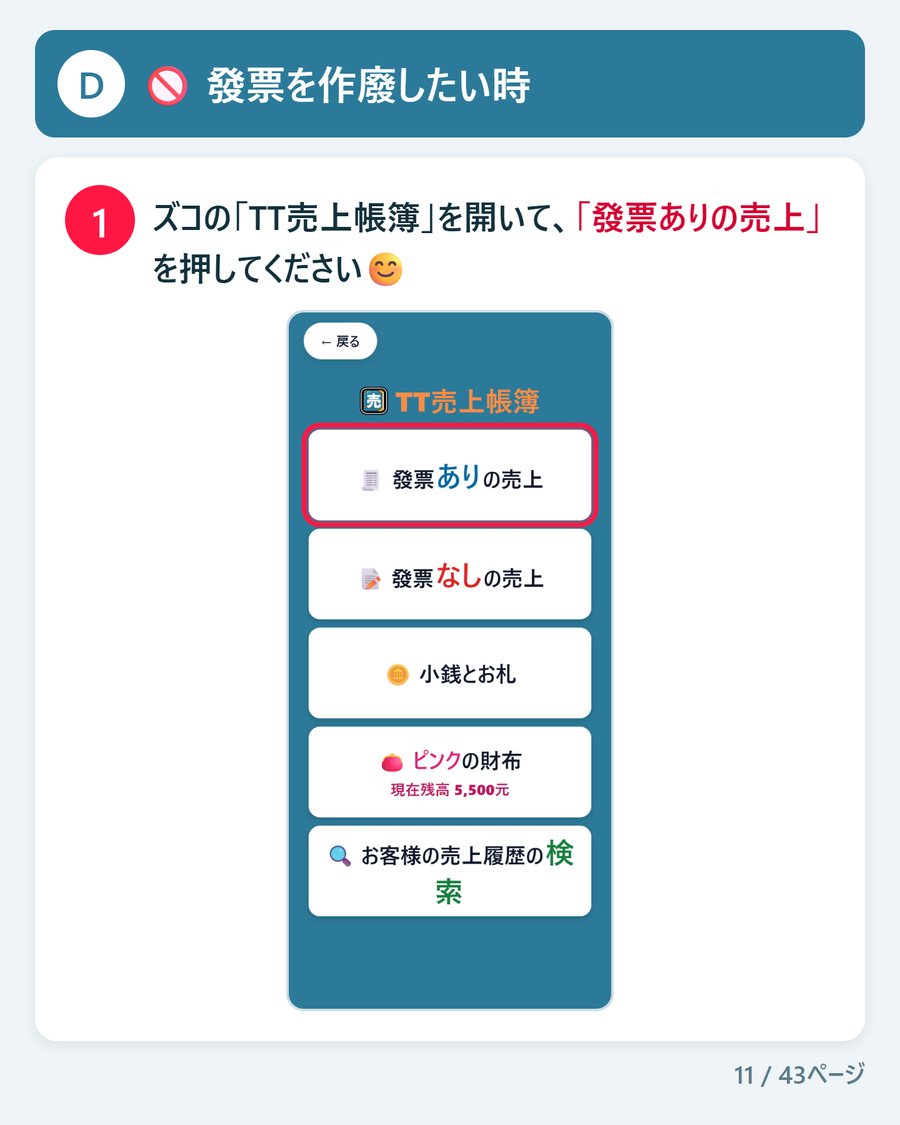 D 🚫 發票を作廢したい時
1 ズコの「TT売上帳簿」を開いて、「發票ありの売上」
を押してください😊
← 戻る
売 TT売上帳簿
發票ありの売上
發票なしの売上
小銭とお札
ピンクの財布
現在残高 5,500元
お客様の売上履歴の検
索
11 / 43ページ